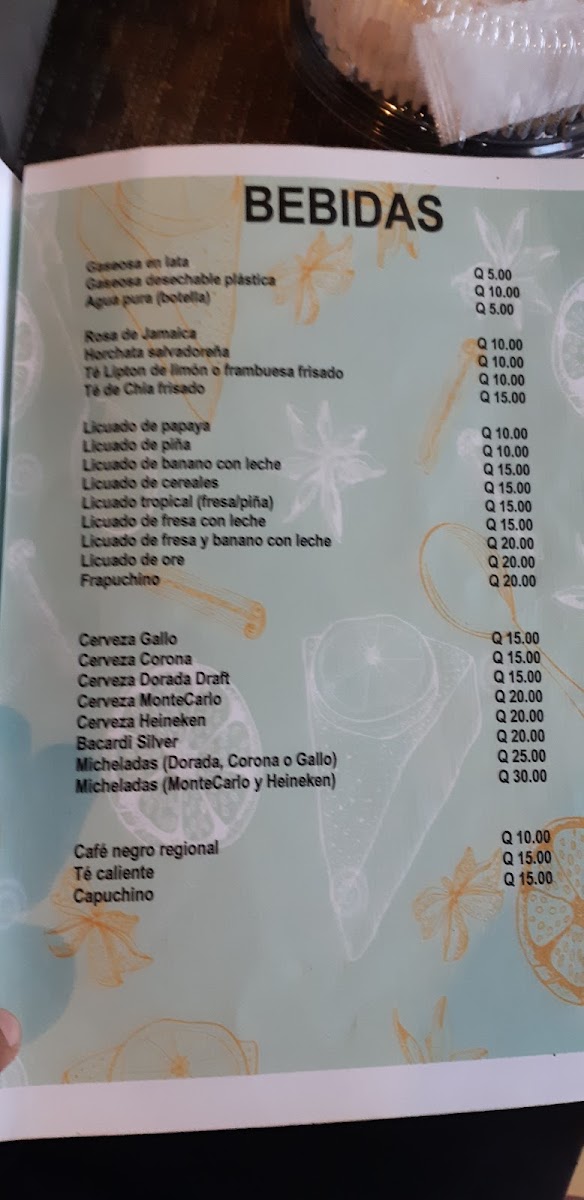 BEBIDAS
Gaseosa en lata Q 5.00
Gaseosa desechable plástica Q 10.00
Agua pura (botella) Q 5.00
Rosa de Jamaica Q 10.00
Horchata salvadoreña Q 10.00
Té Lipton de limón o frambuesa frisado Q 10.00
Té de Chia frisado Q 15.00
Licuado de papaya Q 10.00
Licuado de piña Q 10.00
Licuado de banano con leche Q 15.00
Licuado de cereales Q 15.00
Licuado tropical (fresa/piña) Q 15.00
Licuado de fresa con leche Q 15.00
Licuado de fresa y banano con leche Q 20.00
Licuado de ore Q 20.00
Frapuchino Q 20.00
Cerveza Gallo Q 15.00
Cerveza Corona Q 15.00
Cerveza Dorada Draft Q 15.00
Cerveza MonteCarlo Q 20.00
Cerveza Heineken Q 20.00
Bacardi Silver Q 20.00
Micheladas (Dorada, Corona o Gallo) Q 25.00
Micheladas (MonteCarlo y Heineken) Q 30.00
Café negro regional Q 10.00
Té caliente Q 15.00
Capuchino Q 15.00